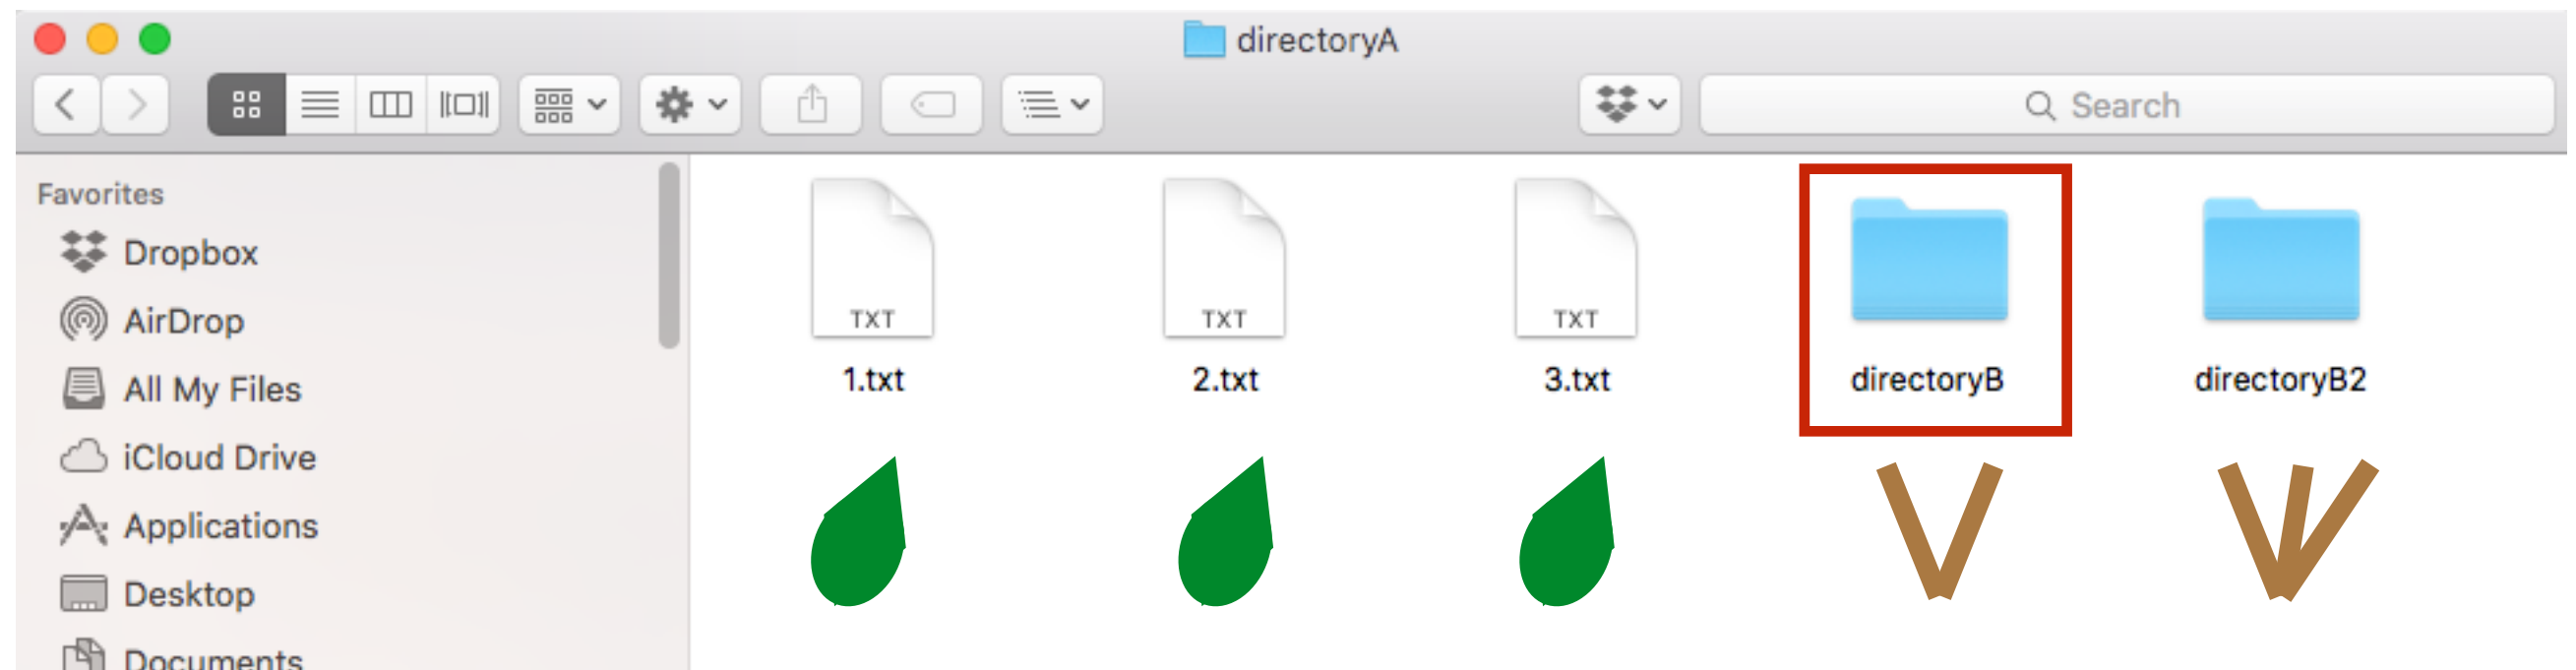 directoryA
Search
Favorites
Dropbox
AirDrop
All My Files
iCloud Drive
Applications
Desktop
Documents
TXT
TXT
TXT
1.txt
2.txt
3.txt
directoryB
directoryB2